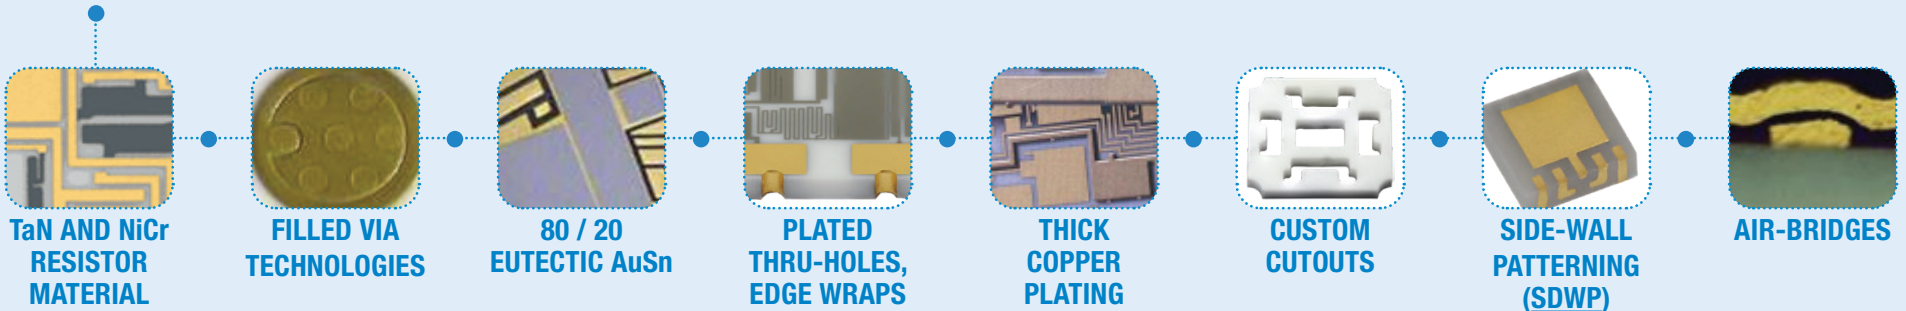 TaN AND NiCr
RESISTOR
MATERIAL
FILLED VIA
TECHNOLOGIES
80 / 20
EUTECTIC AuSn
PLATED
THRU-HOLES,
EDGE WRAPS
THICK
COPPER
PLATING
CUSTOM
CUTOUTS
SIDE-WALL
PATTERNING
(SDWP)
AIR-BRIDGES